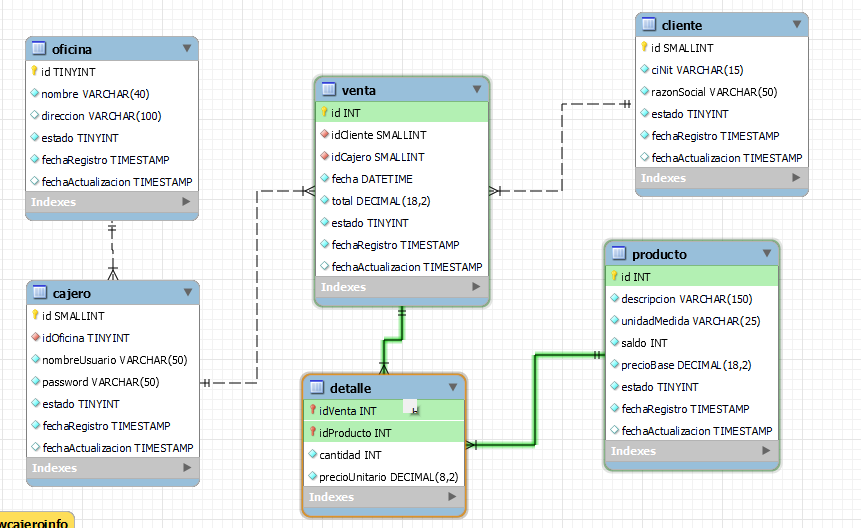 oficina
id TINYINT
nombre VARCHAR(40)
direccion VARCHAR(100)
estado TINYINT
fechaRegistro TIMESTAMP
fechaActualizacion TIMESTAMP
Indexes
cajero
id SMALLINT
idOficina TINYINT
nombreUsuario VARCHAR(50)
password VARCHAR(50)
estado TINYINT
fechaRegistro TIMESTAMP
fechaActualizacion TIMESTAMP
Indexes
venta
id INT
idCliente SMALLINT
idCajero SMALLINT
fecha DATETIME
total DECIMAL(18,2)
estado TINYINT
fechaRegistro TIMESTAMP
fechaActualizacion TIMESTAMP
Indexes
detalle
idVenta INT
idProducto INT
cantidad INT
precioUnitario DECIMAL(8,2)
Indexes
cliente
id SMALLINT
ciNit VARCHAR(15)
razonSocial VARCHAR(50)
estado TINYINT
fechaRegistro TIMESTAMP
fechaActualizacion TIMESTAMP
Indexes
producto
id INT
descripcion VARCHAR(150)
unidadMedida VARCHAR(25)
saldo INT
precioBase DECIMAL(18,2)
estado TINYINT
fechaRegistro TIMESTAMP
fechaActualizacion TIMESTAMP
Indexes
wcajeroinfo